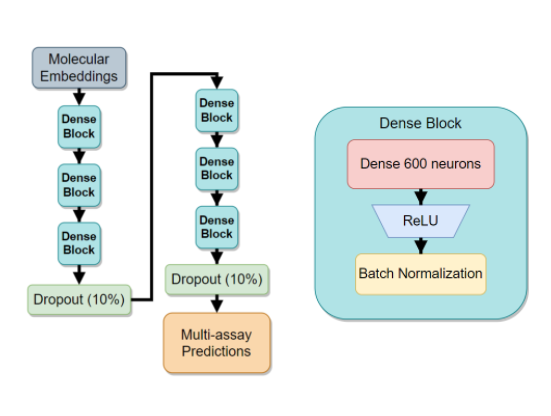 Molecular
Embeddings
Dense
Block
Dense
Block
Dense
Block
Dropout (10%)
Dense
Block
Dense
Block
Dense
Block
Dropout (10%)
Multi-assay
Predictions
Dense Block
Dense 600 neurons
ReLU
Batch Normalization